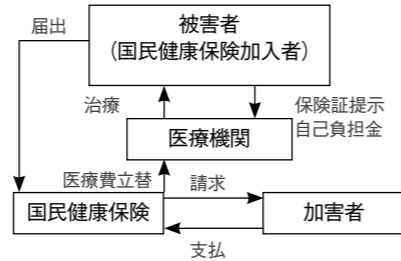 届出
被害者
（国民健康保険加入者）
治療
保険証提示
自己負担金
医療機関
医療費立替
請求
国民健康保険
加害者
支払